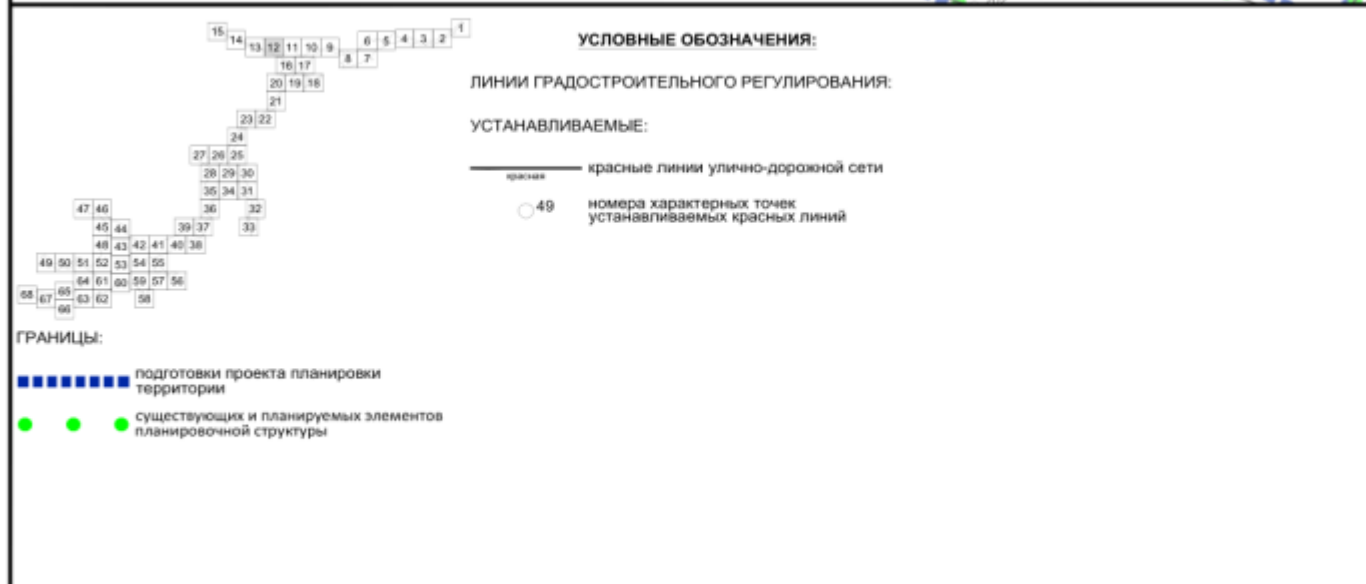 1
15 14 6 5 4 3 2
13 12 11 10 9 8 7
16 17
20 19 18
21
23 22
24
27 26 25
28 29 30
35 34 31
47 46 36 32
45 44 39 37 33
48 43 42 41 40 38
49 50 51 52 53 54 55
64 61 60 59 57 56
68 67 65 63 62 58
66
УСЛОВНЫЕ ОБОЗНАЧЕНИЯ:
ЛИНИИ ГРАДОСТРОИТЕЛЬНОГО РЕГУЛИРОВАНИЯ:
УСТАНАВЛИВАЕМЫЕ:
красная
красные линии улично-дорожной сети
49
номера характерных точек
устанавливаемых красных линий
ГРАНИЦЫ:
подготовки проекта планировки
территории
существующих и планируемых элементов
планировочной структуры